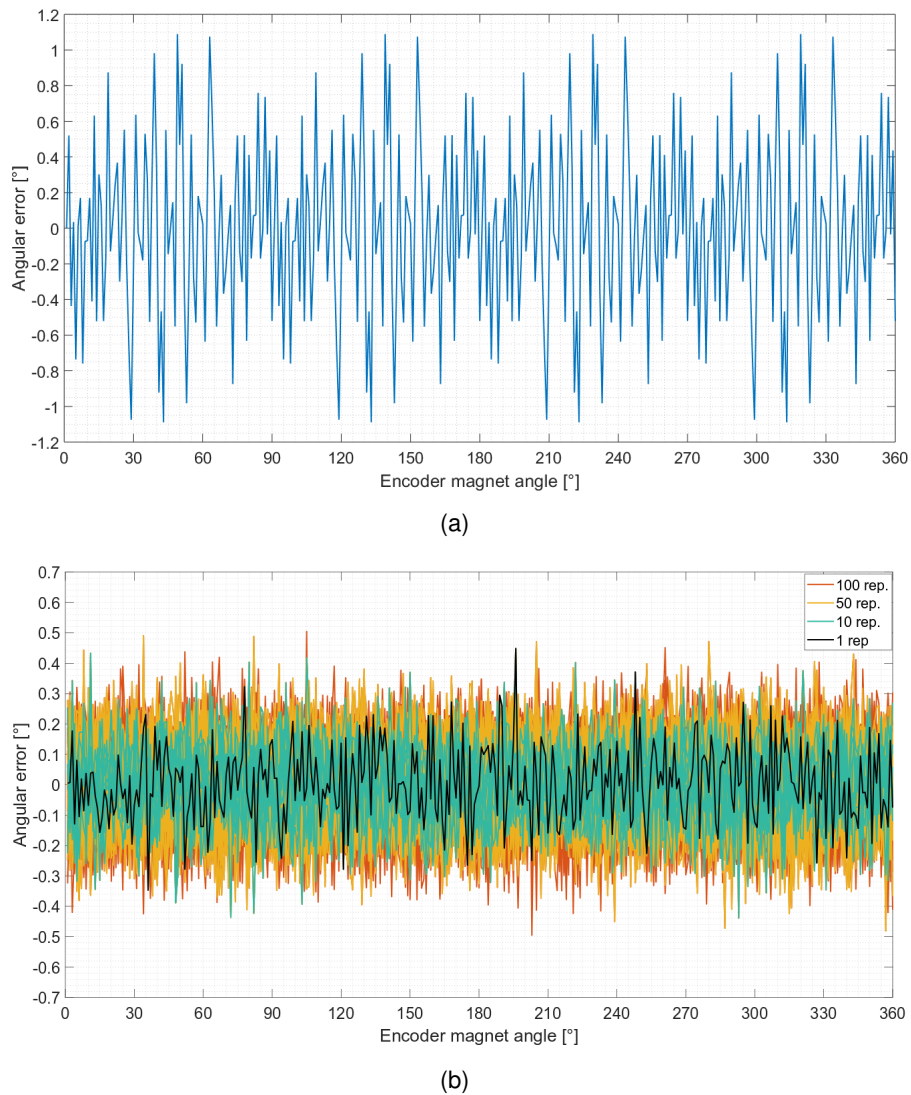 1.2
1
0.8
0.6
0.4
0.2
0
-0.2
-0.4
-0.6
-0.8
-1
-1.2
Angular error [°]
0 30 60 90 120 150 180 210 240 270 300 330 360
Encoder magnet angle [°]
(a)
0.7
0.6
0.5
0.4
0.3
0.2
0.1
0
-0.1
-0.2
-0.3
-0.4
-0.5
-0.6
-0.7
Angular error [°]
100 rep.
50 rep.
10 rep.
1 rep
0 30 60 90 120 150 180 210 240 270 300 330 360
Encoder magnet angle [°]
(b)